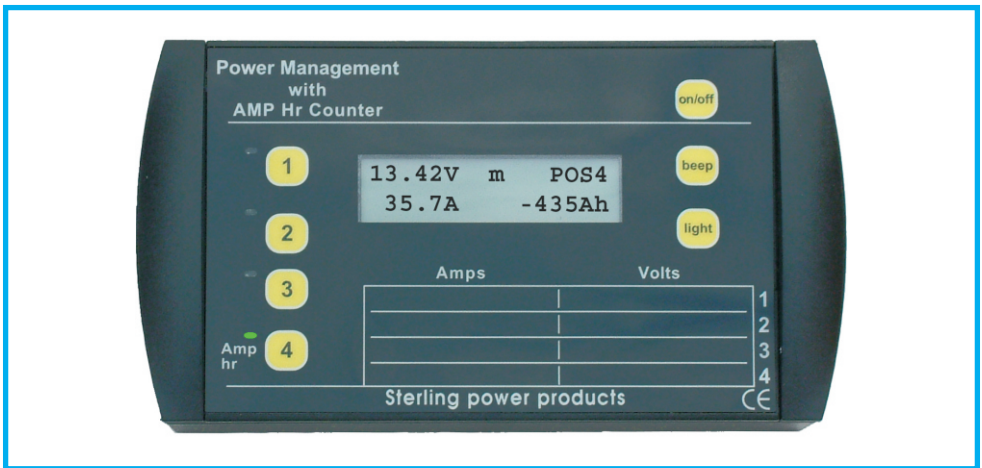 Power Management
with
AMP Hr Counter
on/off
1
13.42V m POS4
beep
35.7A -435Ah
2
light
3
Amps Volts
1
2
Amp
hr
4
3
4
Sterling power products
CE